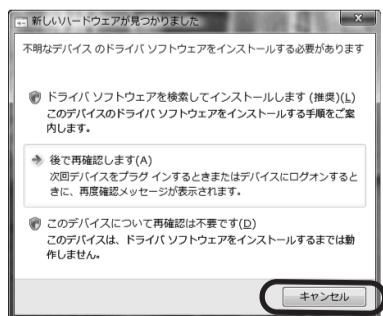 新しいハードウェアが見つかりました
不明なデバイス のドライバ ソフトウェアをインストールする必要があります
ドライバ ソフトウェアを検索してインストールします (推奨)(L)
このデバイスのドライバ ソフトウェアをインストールする手順をご案
内します。
後で再確認します(A)
次回デバイスをプラグ インするときまたはデバイスにログオンすると
きに、再度確認メッセージが表示されます。
このデバイスについて再確認は不要です(D)
このデバイスは、ドライバ ソフトウェアをインストールするまでは動
作しません。
キャンセル